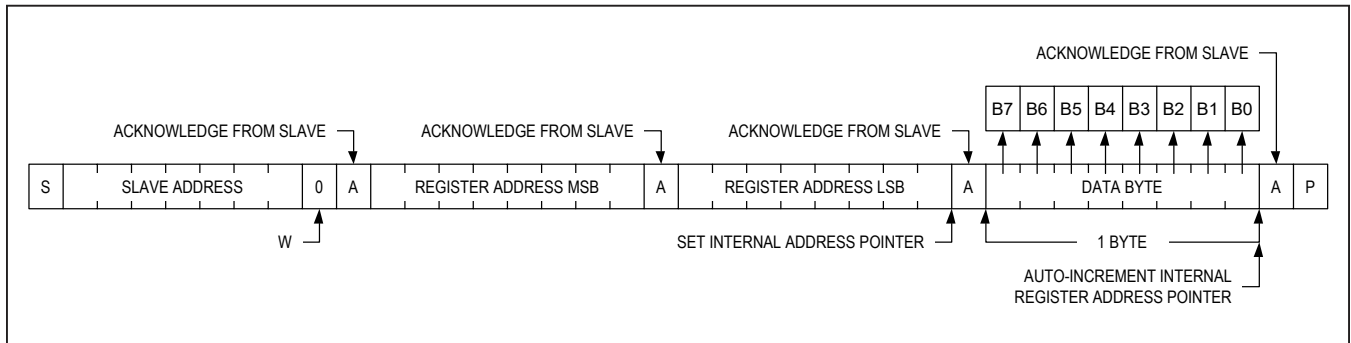 ACKNOWLEDGE FROM SLAVE
B7 B6 B5 B4 B3 B2 B1 B0
ACKNOWLEDGE FROM SLAVE ACKNOWLEDGE FROM SLAVE ACKNOWLEDGE FROM SLAVE
S SLAVE ADDRESS 0 A REGISTER ADDRESS MSB A REGISTER ADDRESS LSB A DATA BYTE A P
W SET INTERNAL ADDRESS POINTER 1 BYTE
AUTO-INCREMENT INTERNAL
REGISTER ADDRESS POINTER